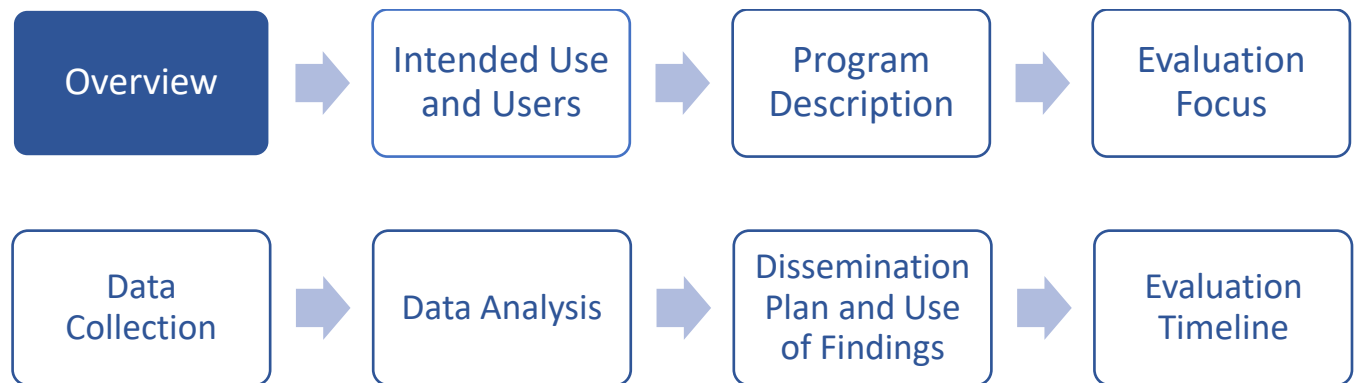 Overview
Intended Use
and Users
Program
Description
Evaluation
Focus
Data
Collection
Data Analysis
Dissemination
Plan and Use
of Findings
Evaluation
Timeline